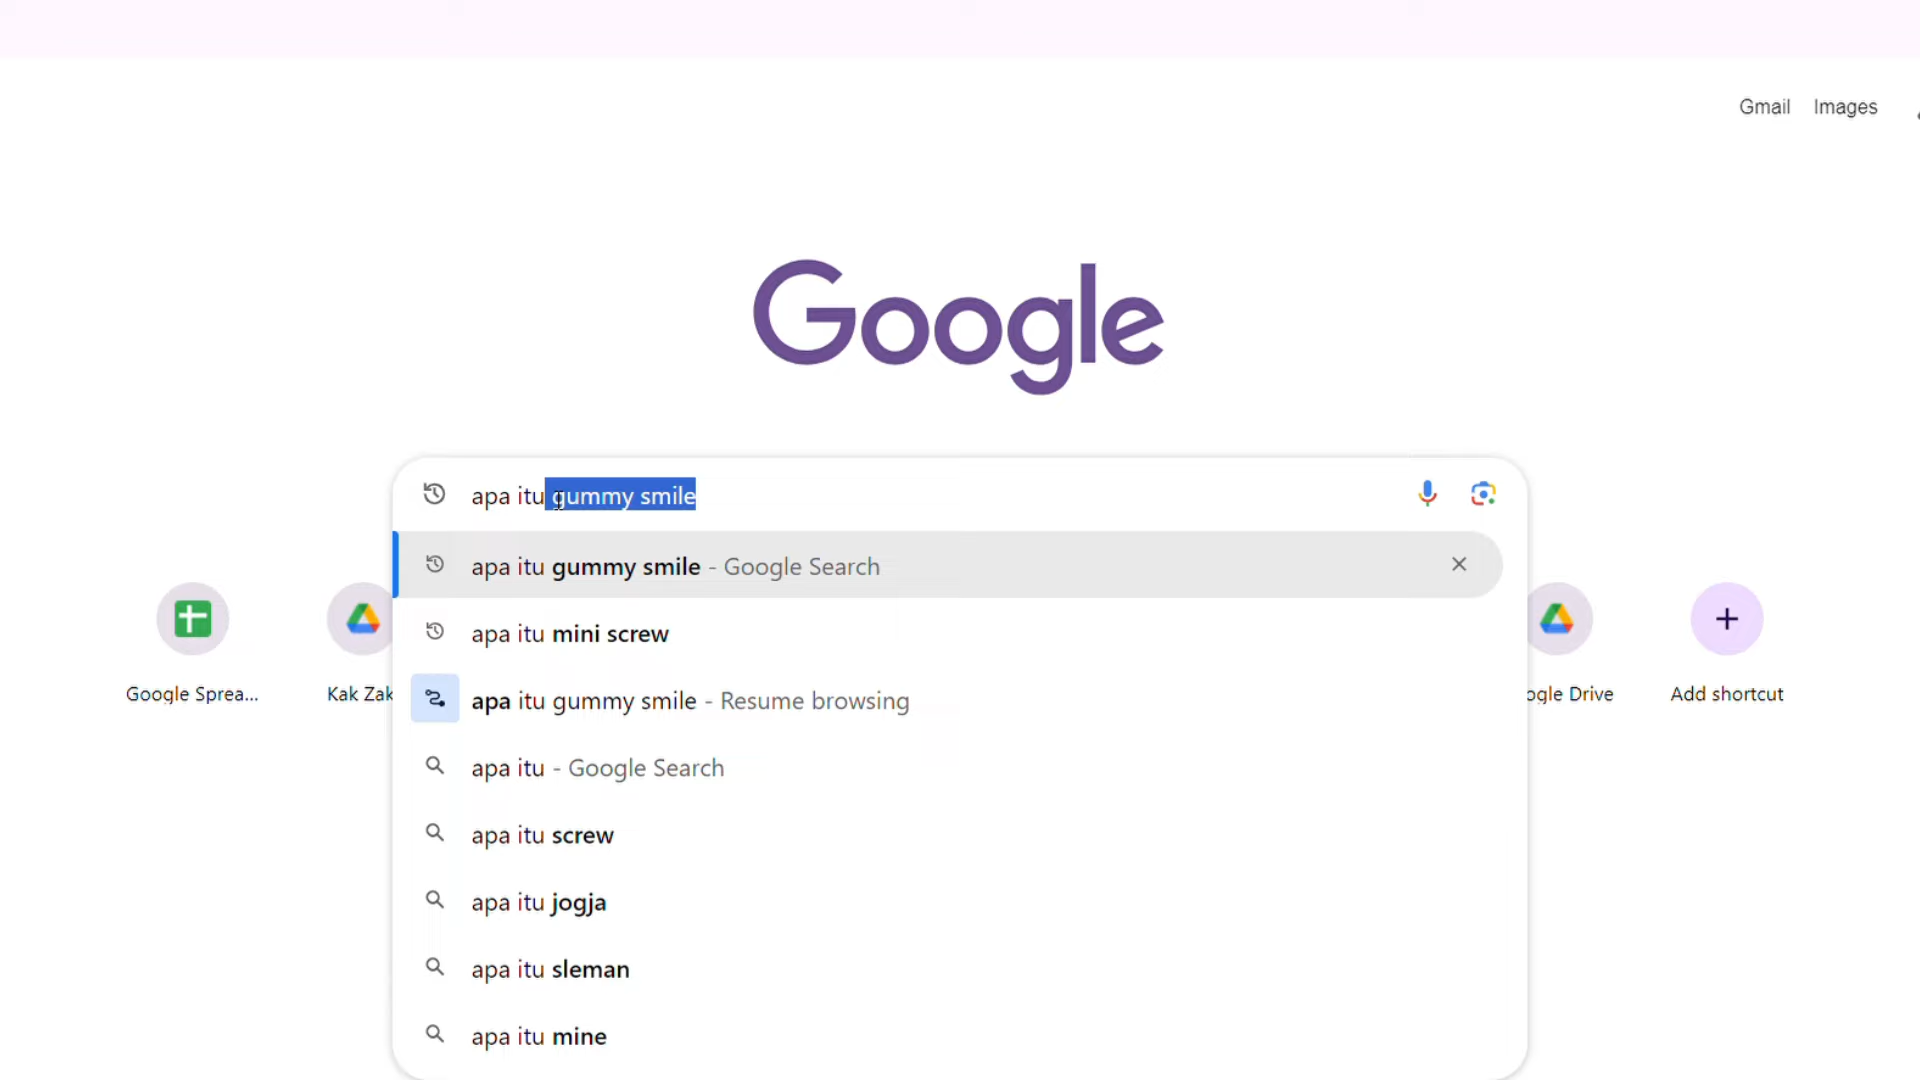 Gmail Images
Google
apa itu gummy smile
apa itu gummy smile - Google Search
apa itu mini screw
apa itu gummy smile - Resume browsing
apa itu - Google Search
apa itu screw
apa itu jogja
apa itu sleman
apa itu mine
Google Sprea...
Kak Zak
ogle Drive
Add shortcut